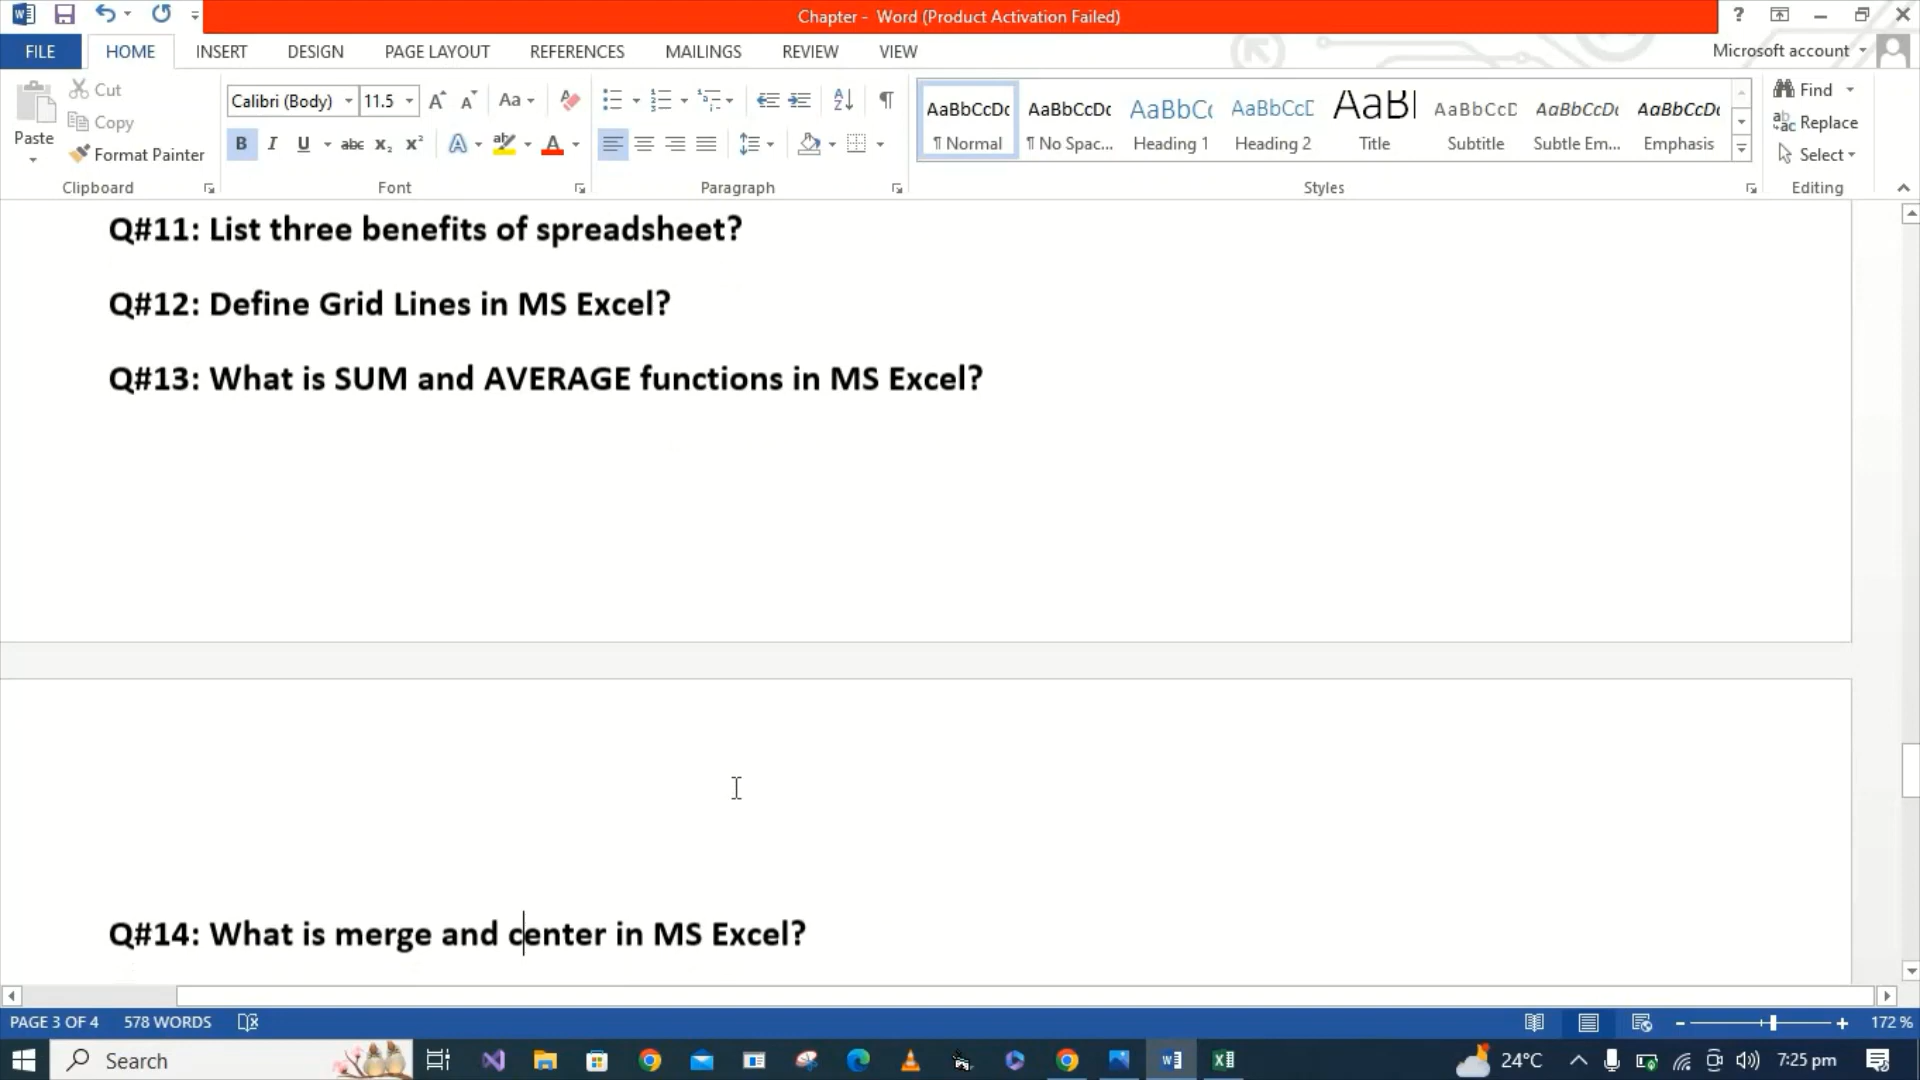 Chapter - Word (Product Activation Failed)
FILE HOME INSERT DESIGN PAGE LAYOUT REFERENCES MAILINGS REVIEW VIEW Microsoft account
Paste
Cut
Copy
Format Painter
Clipboard
Calibri (Body) 11.5
Font
Paragraph
AaBbCcDc AaBbCcDc AaBbC AaBbCcD AaB AaBbCcD AaBbCcDc AaBbCcDc
¶ Normal ¶ No Spac... Heading 1 Heading 2 Title Subtitle Subtle Em... Emphasis
Styles
Find
Replace
Select
Editing
Q#11: List three benefits of spreadsheet?
Q#12: Define Grid Lines in MS Excel?
Q#13: What is SUM and AVERAGE functions in MS Excel?
Q#14: What is merge and center in MS Excel?
PAGE 3 OF 4 578 WORDS 172 %
Search 24°C 7:25 pm